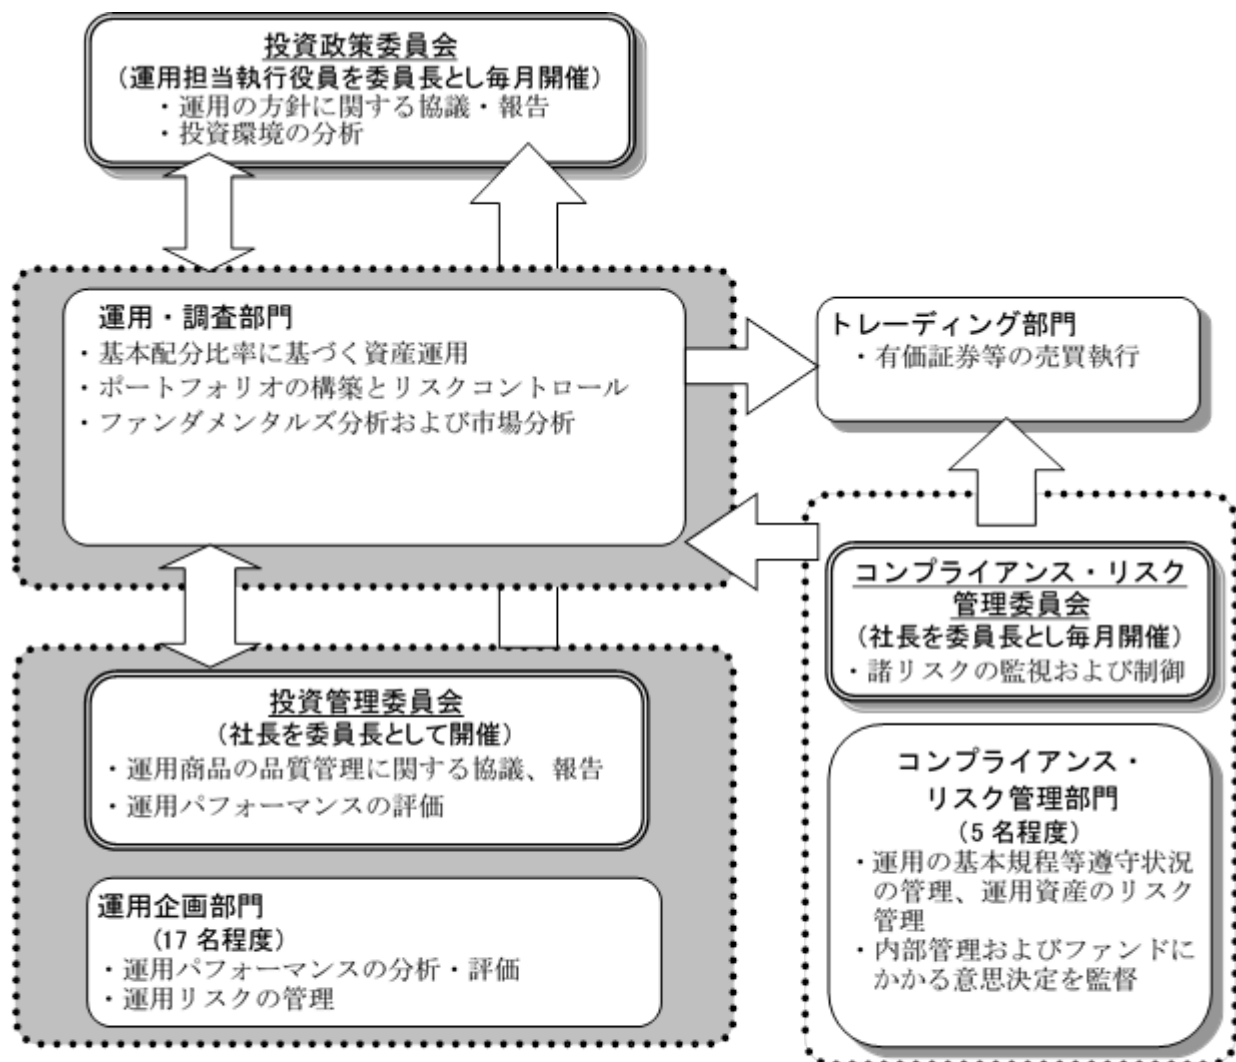 投資政策委員会
（運用担当執行役員を委員長とし毎月開催）
・運用の方針に関する協議・報告
・投資環境の分析
運用・調査部門
・基本配分比率に基づく資産運用
・ポートフォリオの構築とリスクコントロール
・ファンダメンタルズ分析および市場分析
トレーディング部門
・有価証券等の売買執行
コンプライアンス・リスク
管理委員会
（社長を委員長とし毎月開催）
・諸リスクの監視および制御
投資管理委員会
（社長を委員長として開催）
・運用商品の品質管理に関する協議、報告
・運用パフォーマンスの評価
運用企画部門
（17 名程度）
・運用パフォーマンスの分析・評価
・運用リスクの管理
コンプライアンス・
リスク管理部門
（5 名程度）
・運用の基本規程等遵守状況
の管理、運用資産のリスク
管理
・内部管理およびファンドに
かかる意思決定を監督